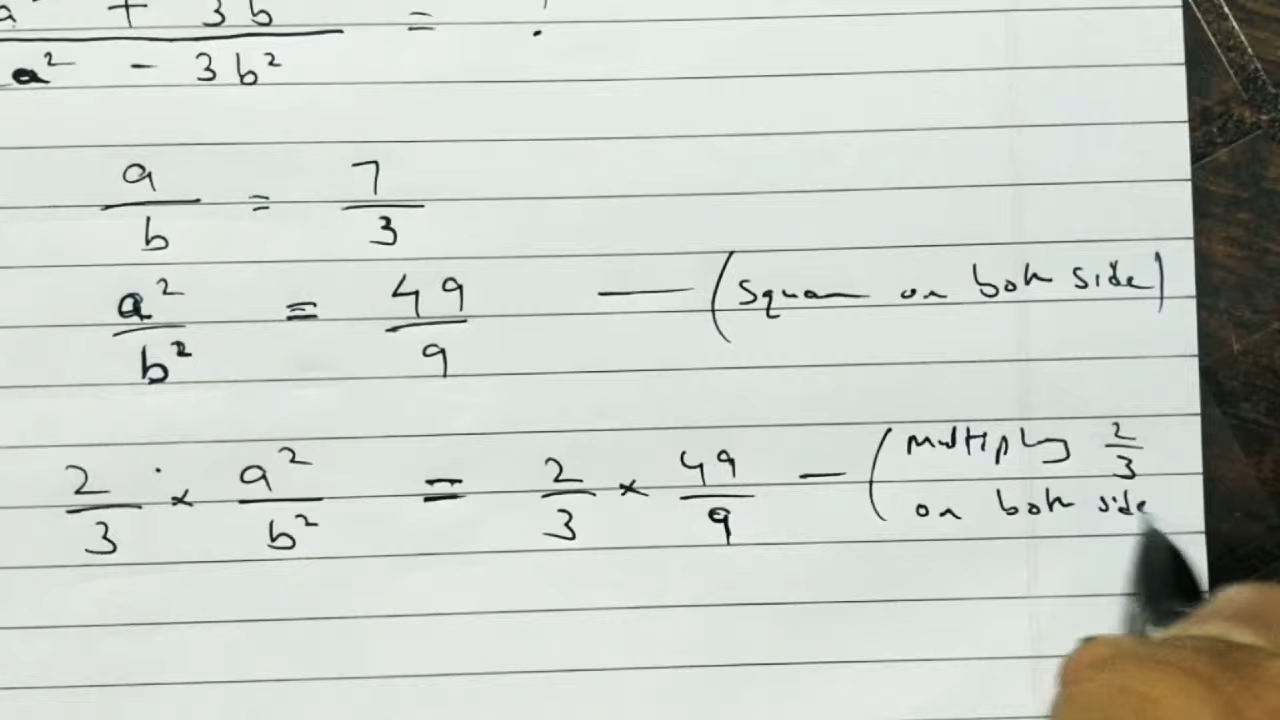 a² + 3b = ?
a² - 3b²
a/b = 7/3
a²/b² = 49/9 — (Square on both side)
2/3 × a²/b² = 2/3 × 49/9 — (Multiply 2/3
on both side